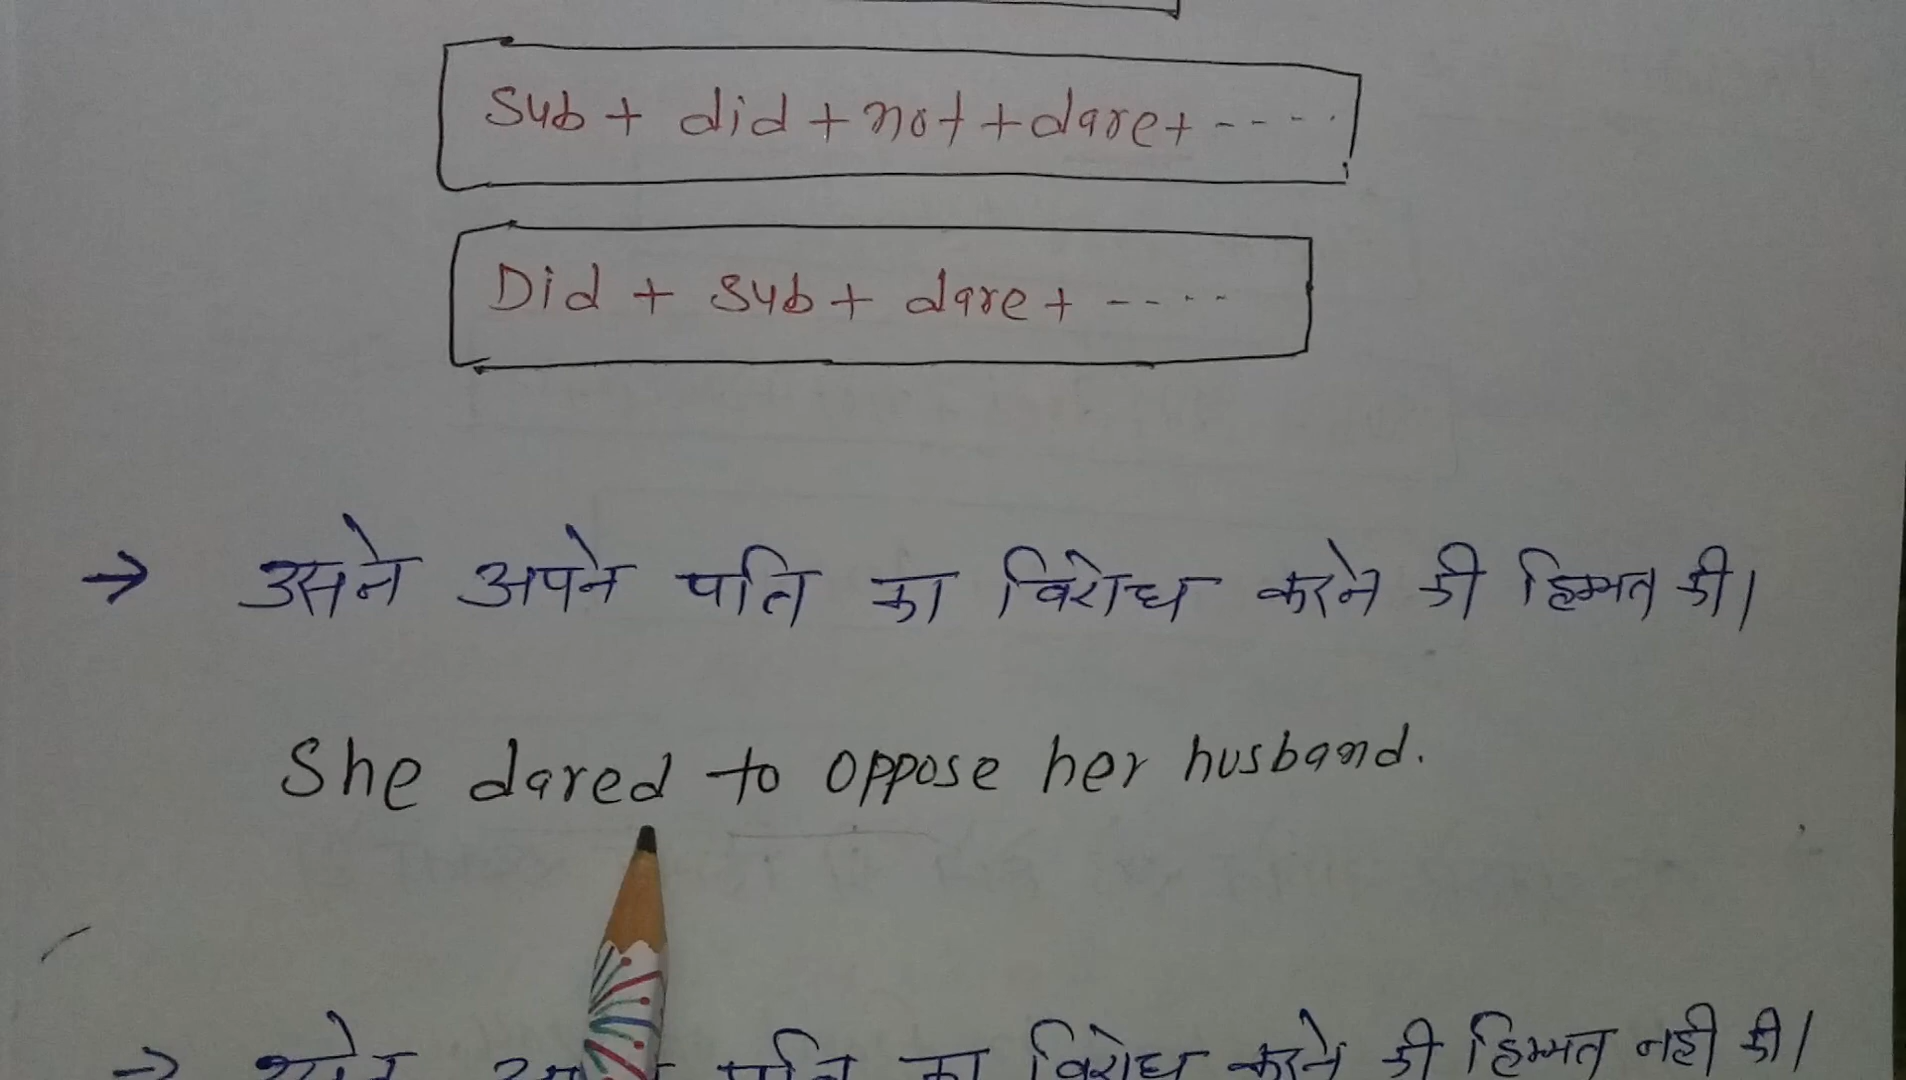 Sub + did + not + dare + ----
Did + Sub + dare + ----
→ उसने अपने पति का विरोध करने की हिम्मत की।
She dared to oppose her husband.
→ पति का विरोध करने की हिम्मत नही की।